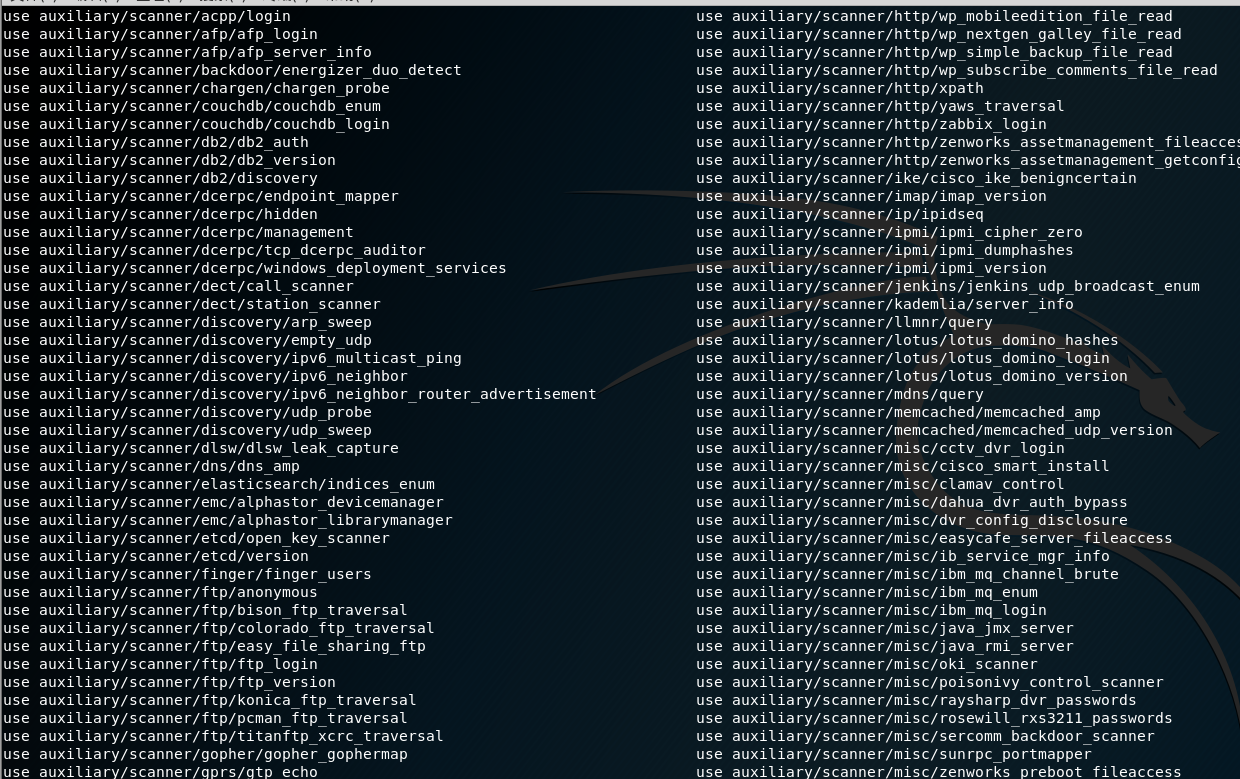 use auxiliary/scanner/acpp/login
use auxiliary/scanner/afp/afp_login
use auxiliary/scanner/afp/afp_server_info
use auxiliary/scanner/backdoor/energizer_duo_detect
use auxiliary/scanner/chargen/chargen_probe
use auxiliary/scanner/couchdb/couchdb_enum
use auxiliary/scanner/couchdb/couchdb_login
use auxiliary/scanner/db2/db2_auth
use auxiliary/scanner/db2/db2_version
use auxiliary/scanner/db2/discovery
use auxiliary/scanner/dcerpc/endpoint_mapper
use auxiliary/scanner/dcerpc/hidden
use auxiliary/scanner/dcerpc/management
use auxiliary/scanner/dcerpc/tcp_dcerpc_auditor
use auxiliary/scanner/dcerpc/windows_deployment_services
use auxiliary/scanner/dect/call_scanner
use auxiliary/scanner/dect/station_scanner
use auxiliary/scanner/discovery/arp_sweep
use auxiliary/scanner/discovery/empty_udp
use auxiliary/scanner/discovery/ipv6_multicast_ping
use auxiliary/scanner/discovery/ipv6_neighbor
use auxiliary/scanner/discovery/ipv6_neighbor_router_advertisement
use auxiliary/scanner/discovery/udp_probe
use auxiliary/scanner/discovery/udp_sweep
use auxiliary/scanner/dlsw/dlsw_leak_capture
use auxiliary/scanner/dns/dns_amp
use auxiliary/scanner/elasticsearch/indices_enum
use auxiliary/scanner/emc/alphastor_devicemanager
use auxiliary/scanner/emc/alphastor_librarymanager
use auxiliary/scanner/etcd/open_key_scanner
use auxiliary/scanner/etcd/version
use auxiliary/scanner/finger/finger_users
use auxiliary/scanner/ftp/anonymous
use auxiliary/scanner/ftp/bison_ftp_traversal
use auxiliary/scanner/ftp/colorado_ftp_traversal
use auxiliary/scanner/ftp/easy_file_sharing_ftp
use auxiliary/scanner/ftp/ftp_login
use auxiliary/scanner/ftp/ftp_version
use auxiliary/scanner/ftp/konica_ftp_traversal
use auxiliary/scanner/ftp/pcman_ftp_traversal
use auxiliary/scanner/ftp/titanftp_xcrc_traversal
use auxiliary/scanner/gopher/gopher_gophermap
use auxiliary/scanner/gprs/gtp_echo
use auxiliary/scanner/http/wp_mobileedition_file_read
use auxiliary/scanner/http/wp_nextgen_galley_file_read
use auxiliary/scanner/http/wp_simple_backup_file_read
use auxiliary/scanner/http/wp_subscribe_comments_file_read
use auxiliary/scanner/http/xpath
use auxiliary/scanner/http/yaws_traversal
use auxiliary/scanner/http/zabbix_login
use auxiliary/scanner/http/zenworks_assetmanagement_fileacces
use auxiliary/scanner/http/zenworks_assetmanagement_getconfig
use auxiliary/scanner/ike/cisco_ike_benigncertain
use auxiliary/scanner/imap/imap_version
use auxiliary/scanner/ip/ipidseq
use auxiliary/scanner/ipmi/ipmi_cipher_zero
use auxiliary/scanner/ipmi/ipmi_dumphashes
use auxiliary/scanner/ipmi/ipmi_version
use auxiliary/scanner/jenkins/jenkins_udp_broadcast_enum
use auxiliary/scanner/kademlia/server_info
use auxiliary/scanner/llmnr/query
use auxiliary/scanner/lotus/lotus_domino_hashes
use auxiliary/scanner/lotus/lotus_domino_login
use auxiliary/scanner/lotus/lotus_domino_version
use auxiliary/scanner/mdns/query
use auxiliary/scanner/memcached/memcached_amp
use auxiliary/scanner/memcached/memcached_udp_version
use auxiliary/scanner/misc/cctv_dvr_login
use auxiliary/scanner/misc/cisco_smart_install
use auxiliary/scanner/misc/clamav_control
use auxiliary/scanner/misc/dahua_dvr_auth_bypass
use auxiliary/scanner/misc/dvr_config_disclosure
use auxiliary/scanner/misc/easycafe_server_fileaccess
use auxiliary/scanner/misc/ib_service_mgr_info
use auxiliary/scanner/misc/ibm_mq_channel_brute
use auxiliary/scanner/misc/ibm_mq_enum
use auxiliary/scanner/misc/ibm_mq_login
use auxiliary/scanner/misc/java_jmx_server
use auxiliary/scanner/misc/java_rmi_server
use auxiliary/scanner/misc/oki_scanner
use auxiliary/scanner/misc/poisonivy_control_scanner
use auxiliary/scanner/misc/raysharp_dvr_passwords
use auxiliary/scanner/misc/rosewill_rxs3211_passwords
use auxiliary/scanner/misc/sercomm_backdoor_scanner
use auxiliary/scanner/misc/sunrpc_portmapper
use auxiliary/scanner/misc/zenworks_preboot_fileaccess